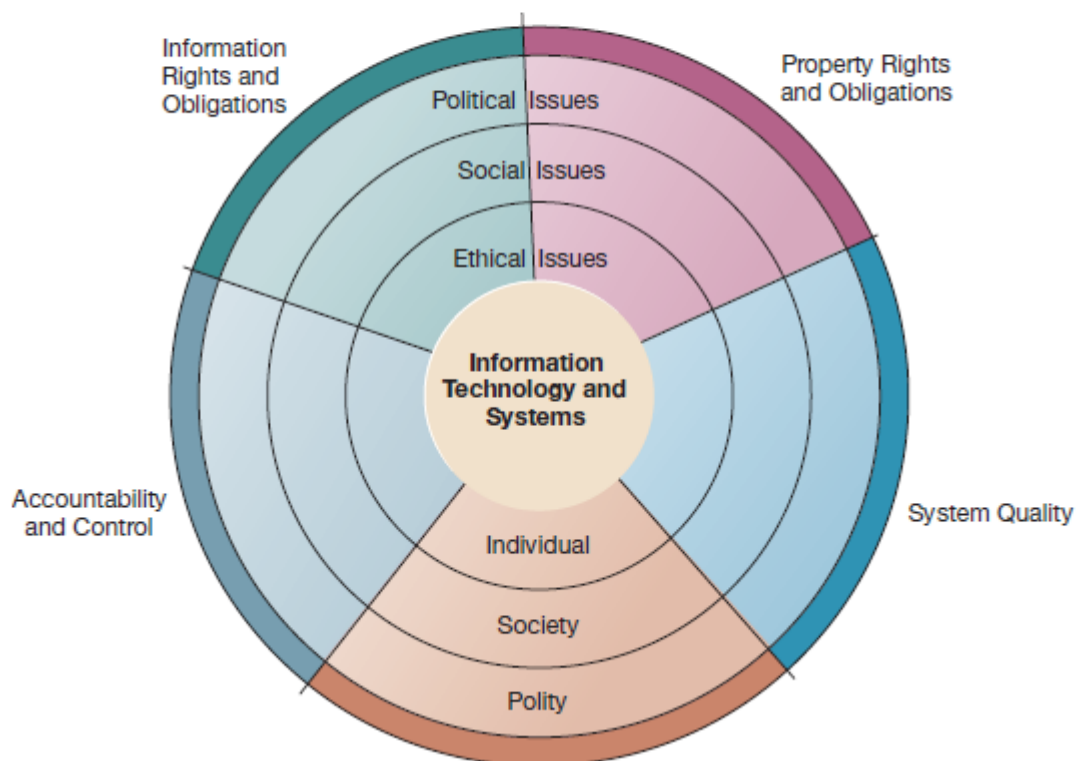 Information
Rights and
Obligations
Property Rights
and Obligations
Political Issues
Social Issues
Ethical Issues
Information
Technology and
Systems
Accountability
and Control
System Quality
Individual
Society
Polity